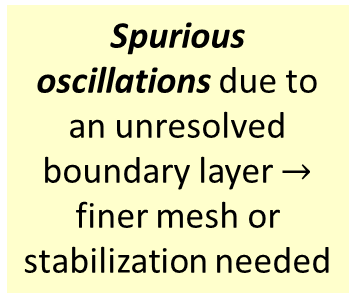 Spurious
oscillations due to
an unresolved
boundary layer →
finer mesh or
stabilization needed